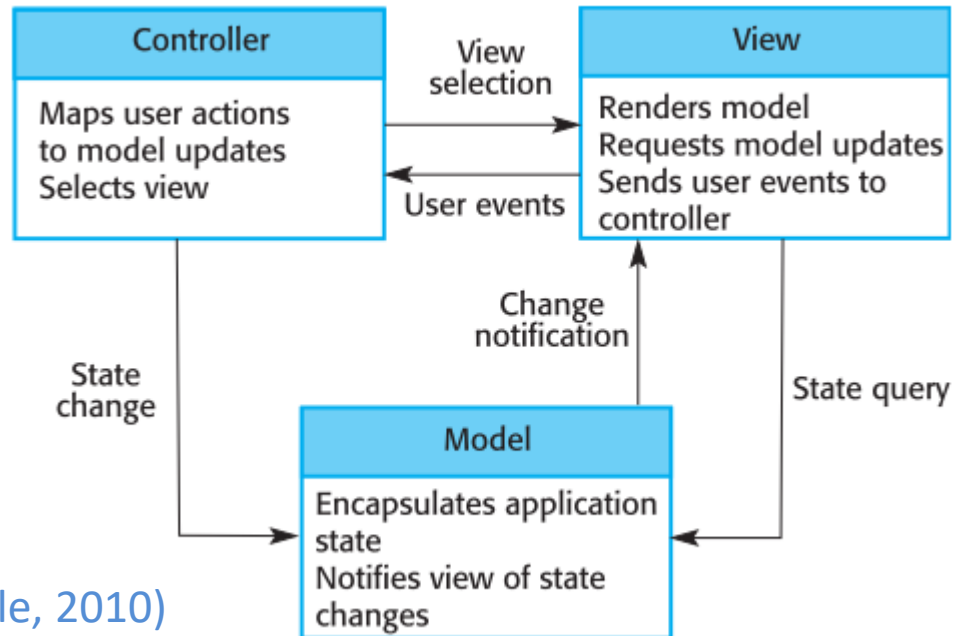 Controller
Maps user actions
to model updates
Selects view
View
selection
User events
View
Renders model
Requests model updates
Sends user events to
controller
State
change
Change
notification
State query
Model
Encapsulates application
state
Notifies view of state
changes
le, 2010)